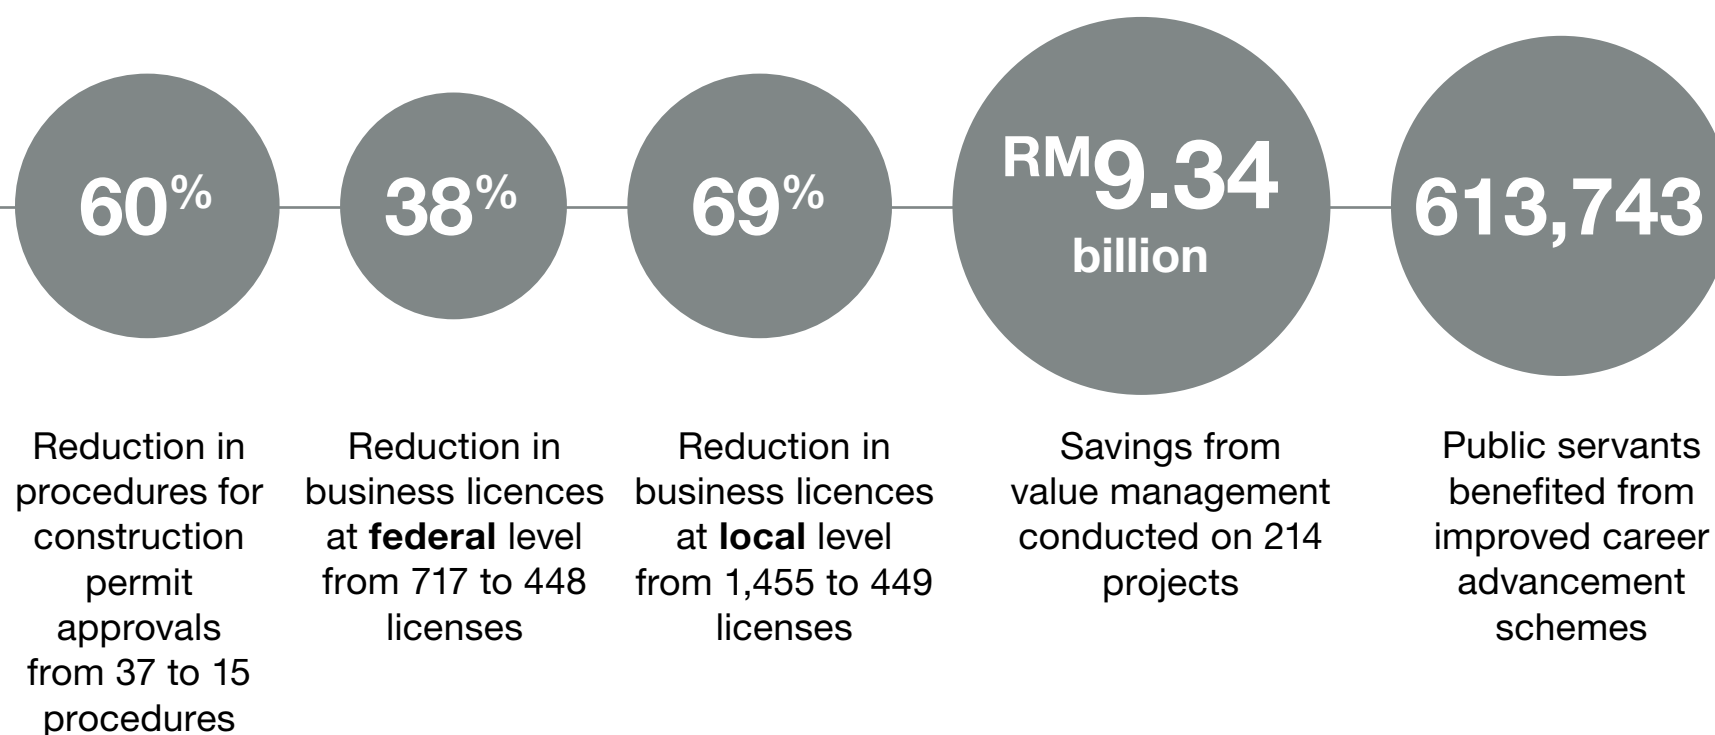 60%
38%
69%
RM9.34
billion
613,743
Reduction in
procedures for
construction
permit
approvals
from 37 to 15
procedures
Reduction in
business licences
at federal level
from 717 to 448
licenses
Reduction in
business licences
at local level
from 1,455 to 449
licenses
Savings from
value management
conducted on 214
projects
Public servants
benefited from
improved career
advancement
schemes